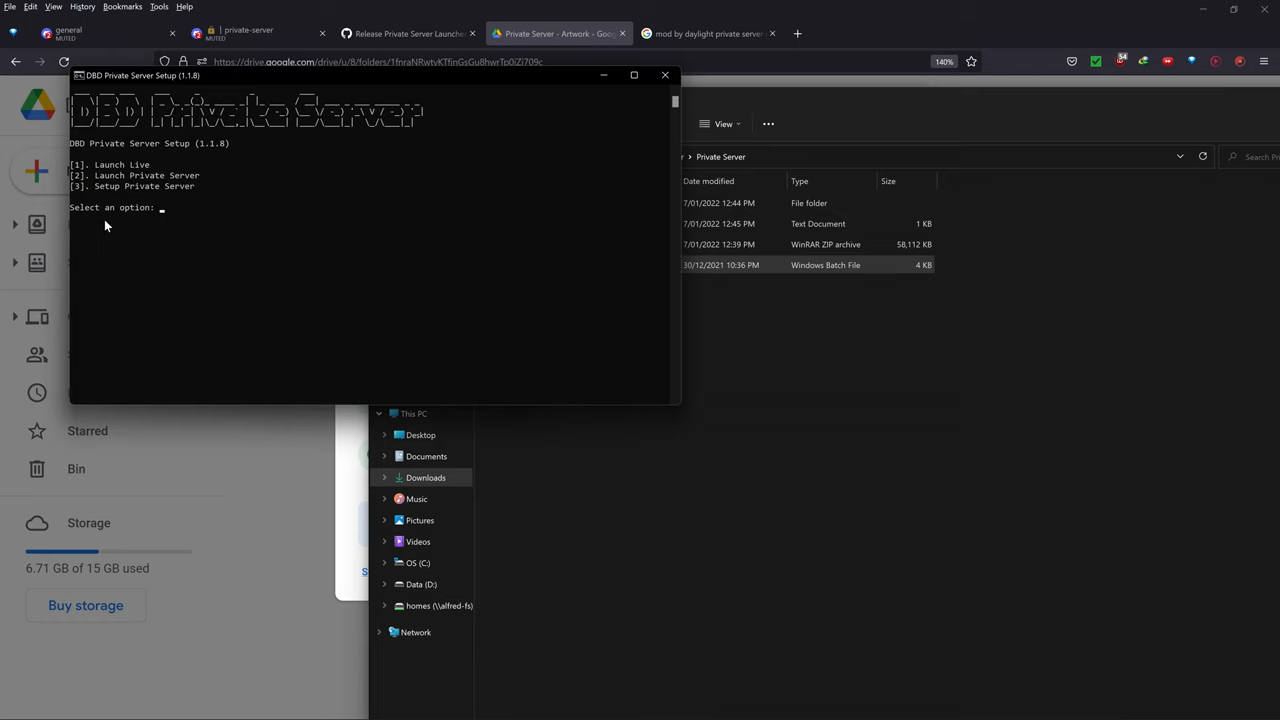 File Edit View History Bookmarks Tools Help
general
MUTED
| private-server
MUTED
Release Private Server Launche
Private Server - Artwork - Goog
mod by daylight private server
https://drive.google.com/drive/u/8/folders/1fnraNRwtvKTfinGsGu8hwrTp0iZi709c
140%
54
DBD Private Server Setup (1.1.8)
DBD Private Server
DBD Private Server Setup (1.1.8)
[1]. Launch Live
[2]. Launch Private Server
[3]. Setup Private Server
Select an option:
View
Private Server
Search Pr
Date modified Type Size
7/01/2022 12:44 PM File folder
7/01/2022 12:45 PM Text Document 1 KB
7/01/2022 12:39 PM WinRAR ZIP archive 58,112 KB
30/12/2021 10:36 PM Windows Batch File 4 KB
This PC
Desktop
Documents
Downloads
Music
Pictures
Videos
OS (C:)
Data (D:)
homes (\\alfred-fs)
Network
Starred
Bin
Storage
6.71 GB of 15 GB used
Buy storage